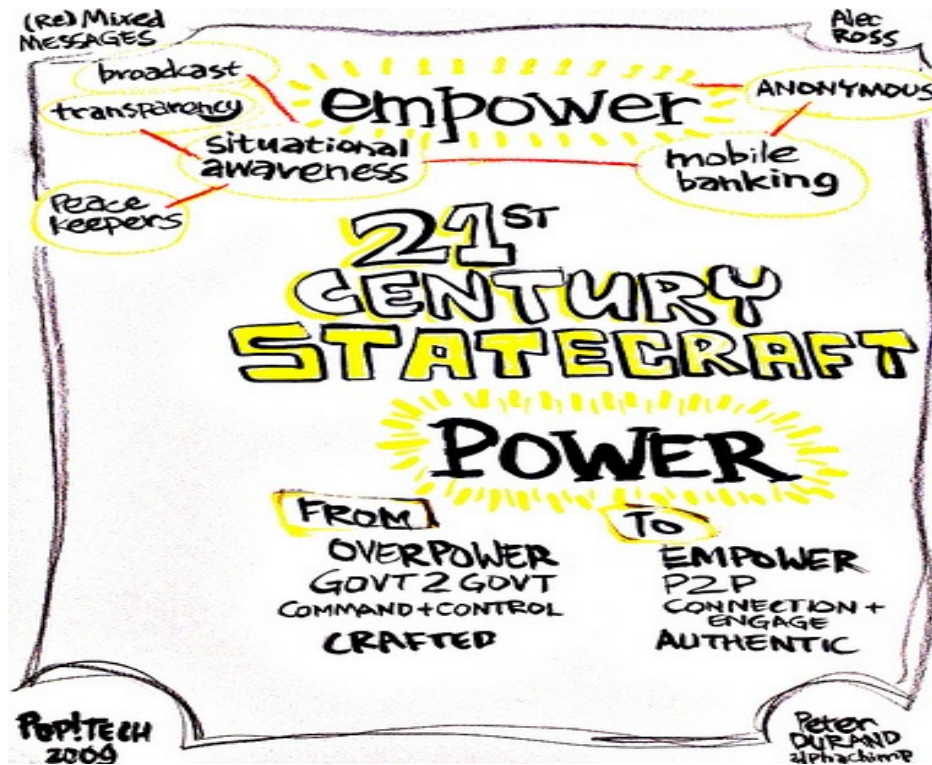 (Re)Mixed
MESSAGES
Alec
ROSS
broadcast
transparency
empower
ANONYMOUS
situational
awareness
mobile
banking
Peace
keepers
21ST
CENTURY
STATECRAFT
POWER
FROM
TO
OVERPOWER
EMPOWER
GOVT 2 GOVT
P2P
COMMAND + CONTROL
CONNECTION +
ENGAGE
CRAFTED
AUTHENTIC
POP!TECH
2009
Peter
DURAND
alphachimp